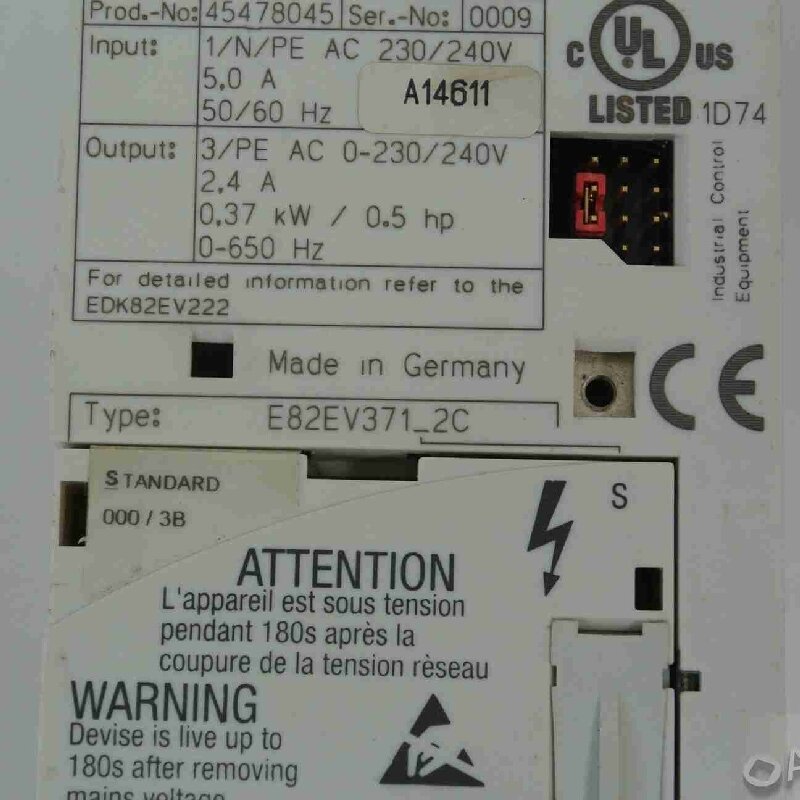 Prod.-No: 45478045 Ser.-No: 0009
Input: 1/N/PE AC 230/240V
5.0 A
50/60 Hz
A14611
Output: 3/PE AC 0-230/240V
2.4 A
0.37 kW / 0.5 hp
0-650 Hz
For detailed information refer to the
EDK82EV222
C UL US
LISTED 1D74
Industrial Control
Equipment
Made in Germany
CE
Type: E82EV371_2C
STANDARD
000 / 3B
S
ATTENTION
L'appareil est sous tension
pendant 180s après la
coupure de la tension rèseau
WARNING
Devise is live up to
180s after removing
mains voltage